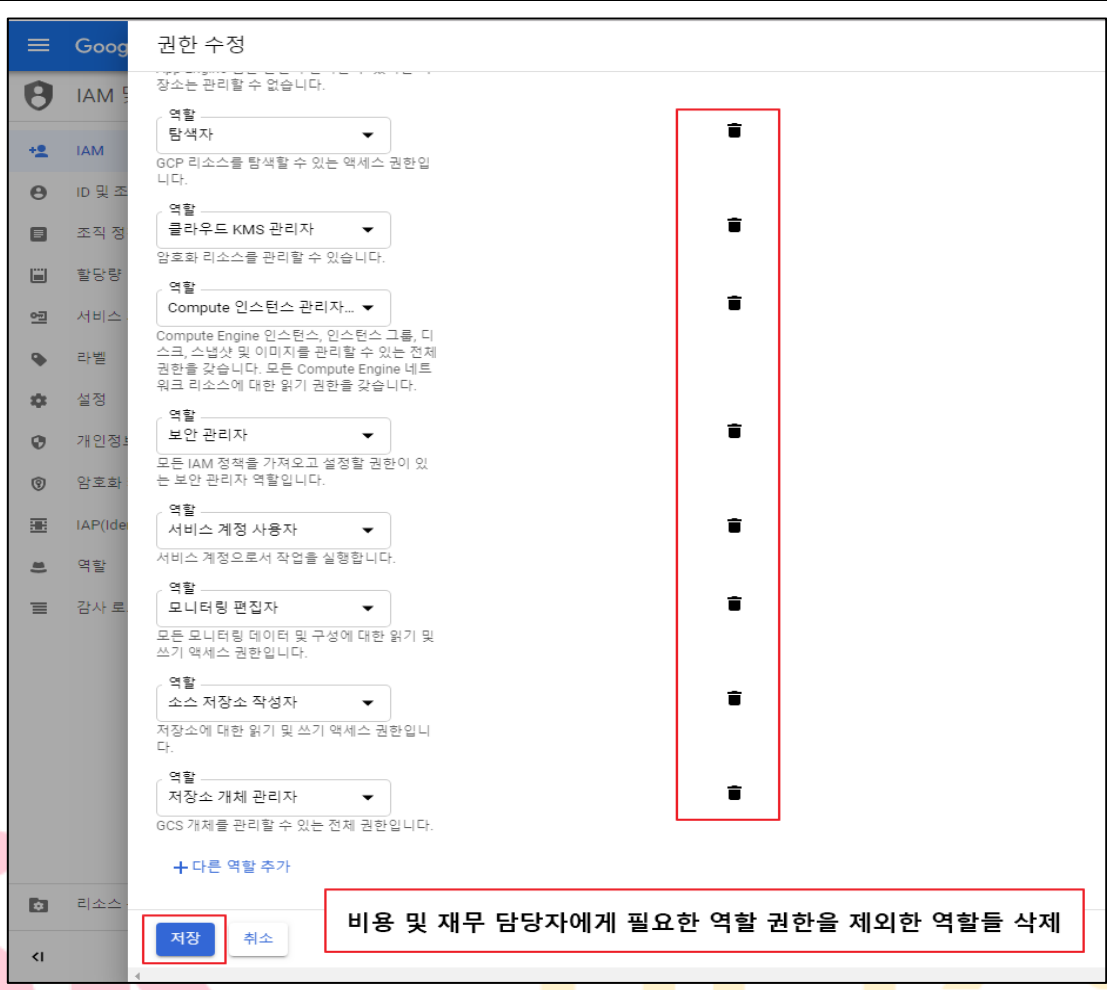 Goog
권한 수정
IAM 및
장소는 관리할 수 없습니다.
역할
탐색자
GCP 리소스를 탐색할 수 있는 액세스 권한입
니다.
역할
클라우드 KMS 관리자
암호화 리소스를 관리할 수 있습니다.
역할
Compute 인스턴스 관리자...
Compute Engine 인스턴스, 인스턴스 그룹, 디
스크, 스냅샷 및 이미지를 관리할 수 있는 전체
권한을 갖습니다. 모든 Compute Engine 네트
워크 리소스에 대한 읽기 권한을 갖습니다.
역할
보안 관리자
모든 IAM 정책을 가져오고 설정할 권한이 있
는 보안 관리자 역할입니다.
역할
서비스 계정 사용자
서비스 계정으로서 작업을 실행합니다.
역할
모니터링 편집자
모든 모니터링 데이터 및 구성에 대한 읽기 및
쓰기 액세스 권한입니다.
역할
소스 저장소 작성자
저장소에 대한 읽기 및 쓰기 액세스 권한입니
다.
역할
저장소 개체 관리자
GCS 개체를 관리할 수 있는 전체 권한입니다.
+ 다른 역할 추가
저장
취소
비용 및 재무 담당자에게 필요한 역할 권한을 제외한 역할들 삭제
IAM
ID 및 조
조직 정
할당량
서비스
라벨
설정
개인정보
암호화
IAP(Ide
역할
감사 로
리소스